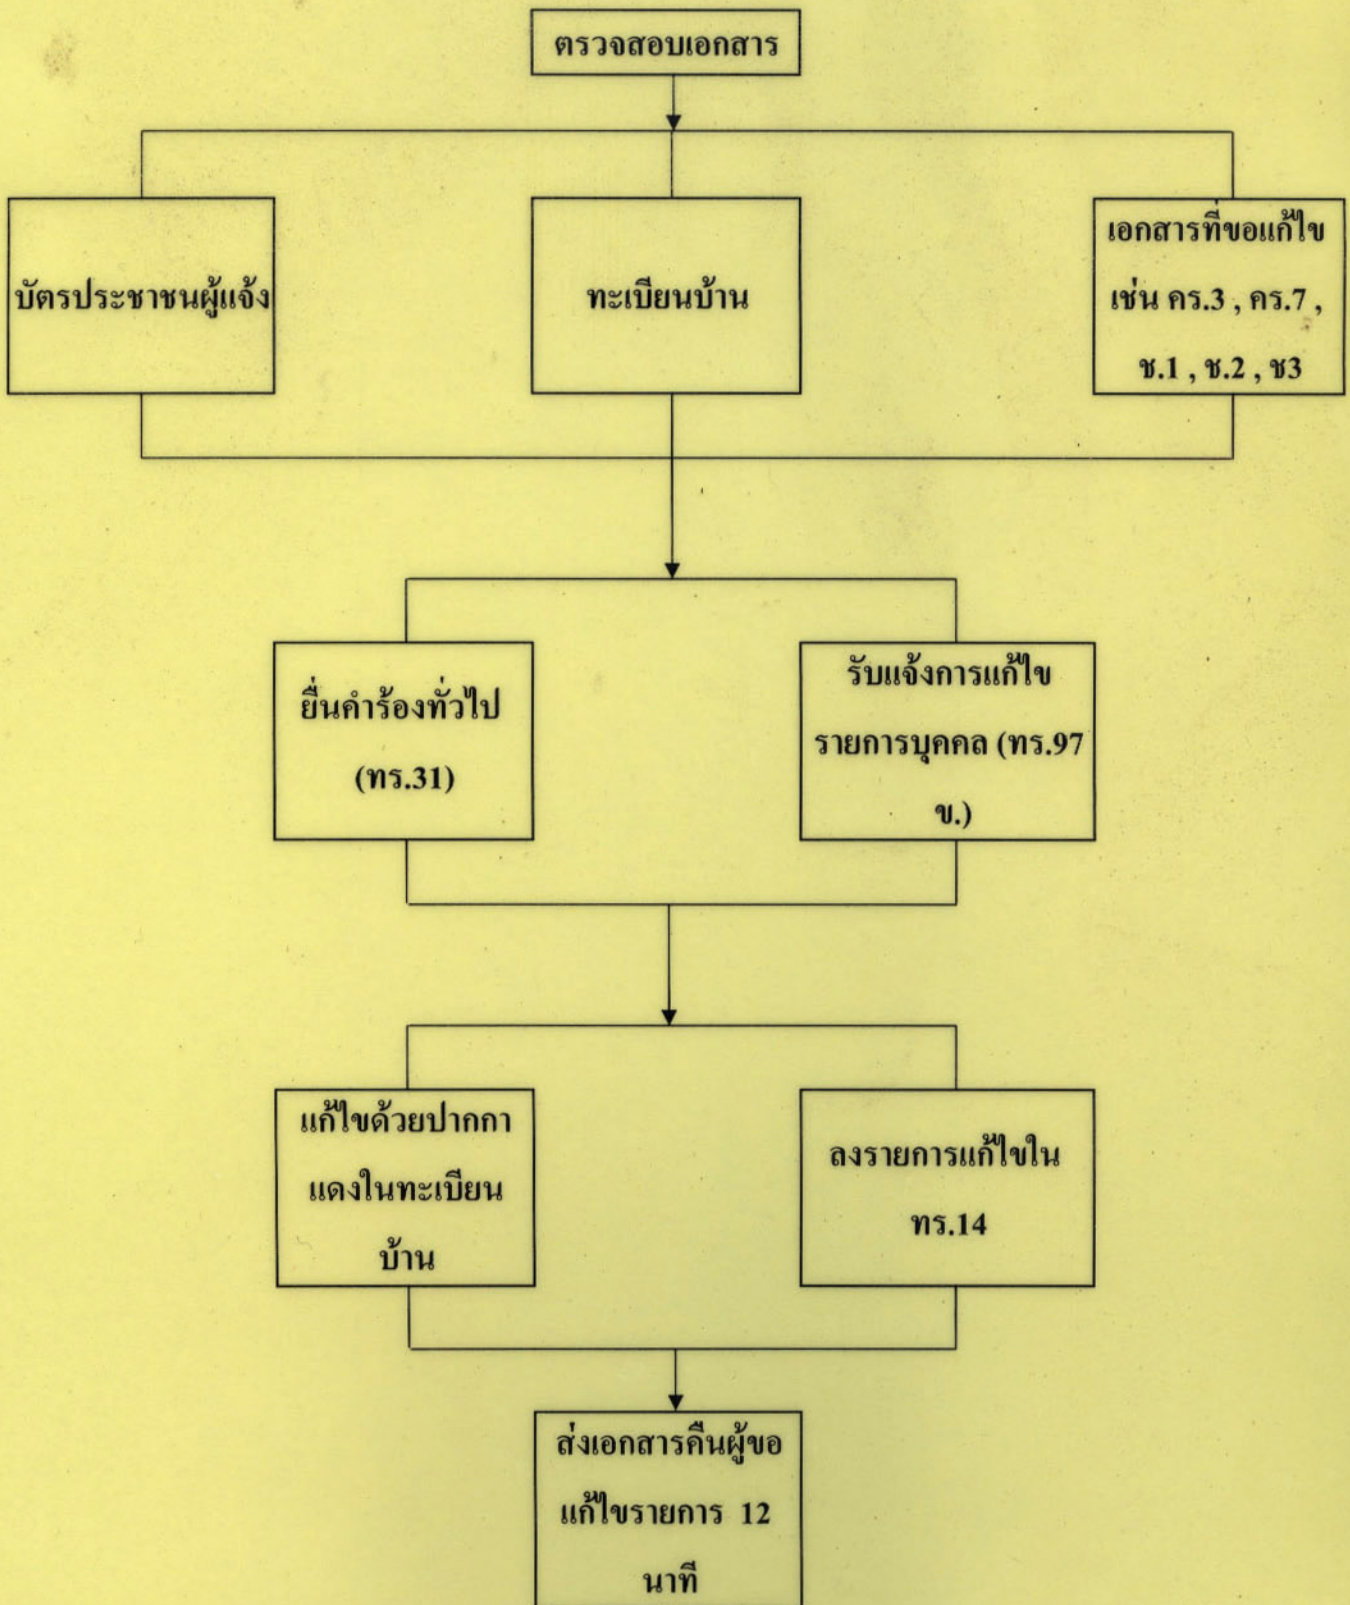 ตรวจสอบเอกสาร
บัตรประชาชนผู้แจ้ง
ทะเบียนบ้าน
เอกสารที่ขอแก้ไข
เช่น คร.3 , คร.7 ,
ช.1 , ช.2 , ช3
ยื่นคำร้องทั่วไป
(ทร.31)
รับแจ้งการแก้ไข
รายการบุคคล (ทร.97
ข.)
แก้ไขด้วยปากกา
แดงในทะเบียน
บ้าน
ลงรายการแก้ไขใน
ทร.14
ส่งเอกสารคืนผู้ขอ
แก้ไขรายการ 12
นาที